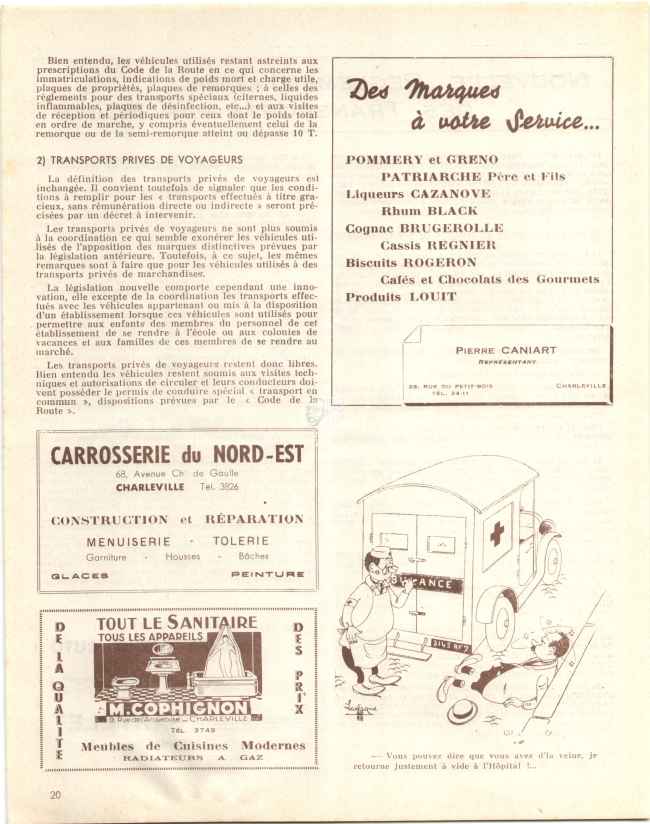 Bien entendu, les véhicules utilisés restant astreints aux
prescriptions du Code de la Route en ce qui concerne les
immatriculations, indications de poids mort et charge utile,
plaques de propriétés, plaques de remorques ; à celles des
règlements pour des transports spéciaux (citernes, liquides
inflammables, plaques de désinfection, etc...) et aux visites
de réception et périodiques pour ceux dont le poids total
en ordre de marche, y compris éventuellement celui de la
remorque ou de la semi-remorque atteint ou dépasse 10 T.
2) TRANSPORTS PRIVES DE VOYAGEURS
La définition des transports privés de voyageurs est
inchangée. Il convient toutefois de signaler que les condi-
tions à remplir pour les « transports effectués à titre gra-
cieux, sans rémunération directe ou indirecte » seront pré-
cisées par un décret à intervenir.
Les transports privés de voyageurs ne sont plus soumis
à la coordination ce qui semble exonérer les véhicules uti-
lisés de l'apposition des marques distinctives prévues par
la législation antérieure. Toutefois, à ce sujet, les mêmes
remarques sont à faire que pour les véhicules utilisés à des
transports privés de marchandises.
La législation nouvelle comporte cependant une inno-
vation, elle excepte de la coordination les transports effec-
tués avec les véhicules appartenant ou mis à la disposition
d'un établissement lorsque ces véhicules sont utilisés pour
permettre aux enfants des membres du personnel de cet
établissement de se rendre à l'école ou aux colonies de
vacances et aux familles de ces membres de se rendre au
marché.
Les transports privés de voyageurs restent donc libres.
Bien entendu les véhicules restent soumis aux visites tech-
niques et autorisations de circuler et leurs conducteurs doi-
vent posséder le permis de conduire spécial « transport en
commun », dispositions prévues par le « Code de la
Route ».
Des Marques
à votre Service...
POMMERY et GRENO
PATRIARCHE Père et Fils
Liqueurs CAZANOVE
Rhum BLACK
Cognac BRUGEROLLE
Cassis REGNIER
Biscuits ROGERON
Cafés et Chocolats des Gourmets
Produits LOUIT
PIERRE CANIART
REPRÉSENTANT
29, RUE DU PETIT-BOIS CHARLEVILLE
TÉL. 24-11
CARROSSERIE du NORD-EST
68, Avenue Ch. de Gaulle
CHARLEVILLE Tél. 3826
CONSTRUCTION et RÉPARATION
MENUISERIE - TOLERIE
Garniture - Housses - Bâches
GLACES PEINTURE
TOUT LE SANITAIRE
TOUS LES APPAREILS
DE LA QUALITE
DES PRIX
M. COPHIGNON
9, Rue de l'Arquebuse _ CHARLEVILLE
TÉL. 3749
Meubles de Cuisines Modernes
RADIATEURS A GAZ
BULANCE
3145 RF7
— Vous pouvez dire que vous avez d'la veine, je
retourne justement à vide à l'Hôpital !...
20